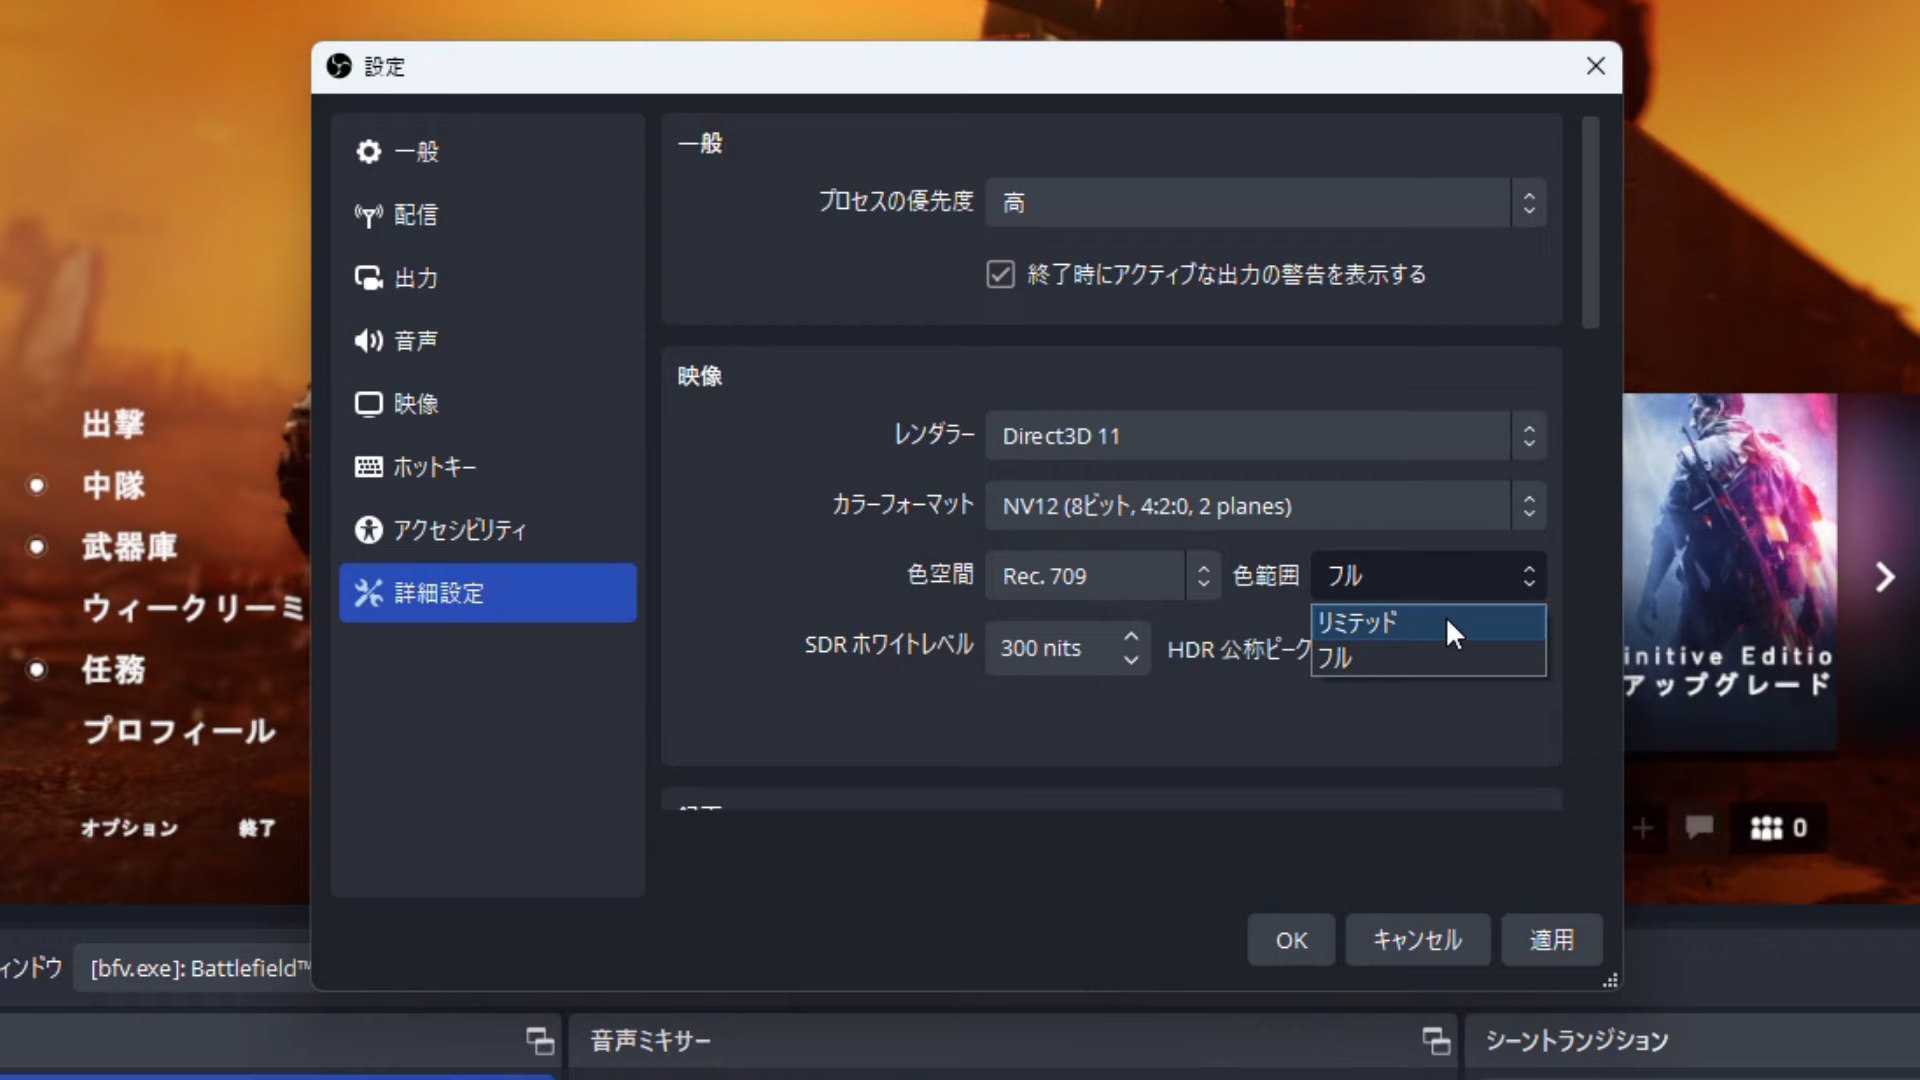 設定
一般
配信
出力
音声
映像
ホットキー
アクセシビリティ
詳細設定
一般
プロセスの優先度 高
終了時にアクティブな出力の警告を表示する
映像
レンダラー Direct3D 11
カラーフォーマット NV12 (8ビット, 4:2:0, 2 planes)
色空間 Rec. 709 色範囲 フル
リミテッド
フル
SDR ホワイトレベル 300 nits HDR 公称ピーク
OK キャンセル 適用
出撃
中隊
武器庫
ウィークリーミ
任務
プロフィール
オプション 終了
initive Editio
アップグレード
0
ィンドウ [bfv.exe]: Battlefield™
音声ミキサー
シーントランジション